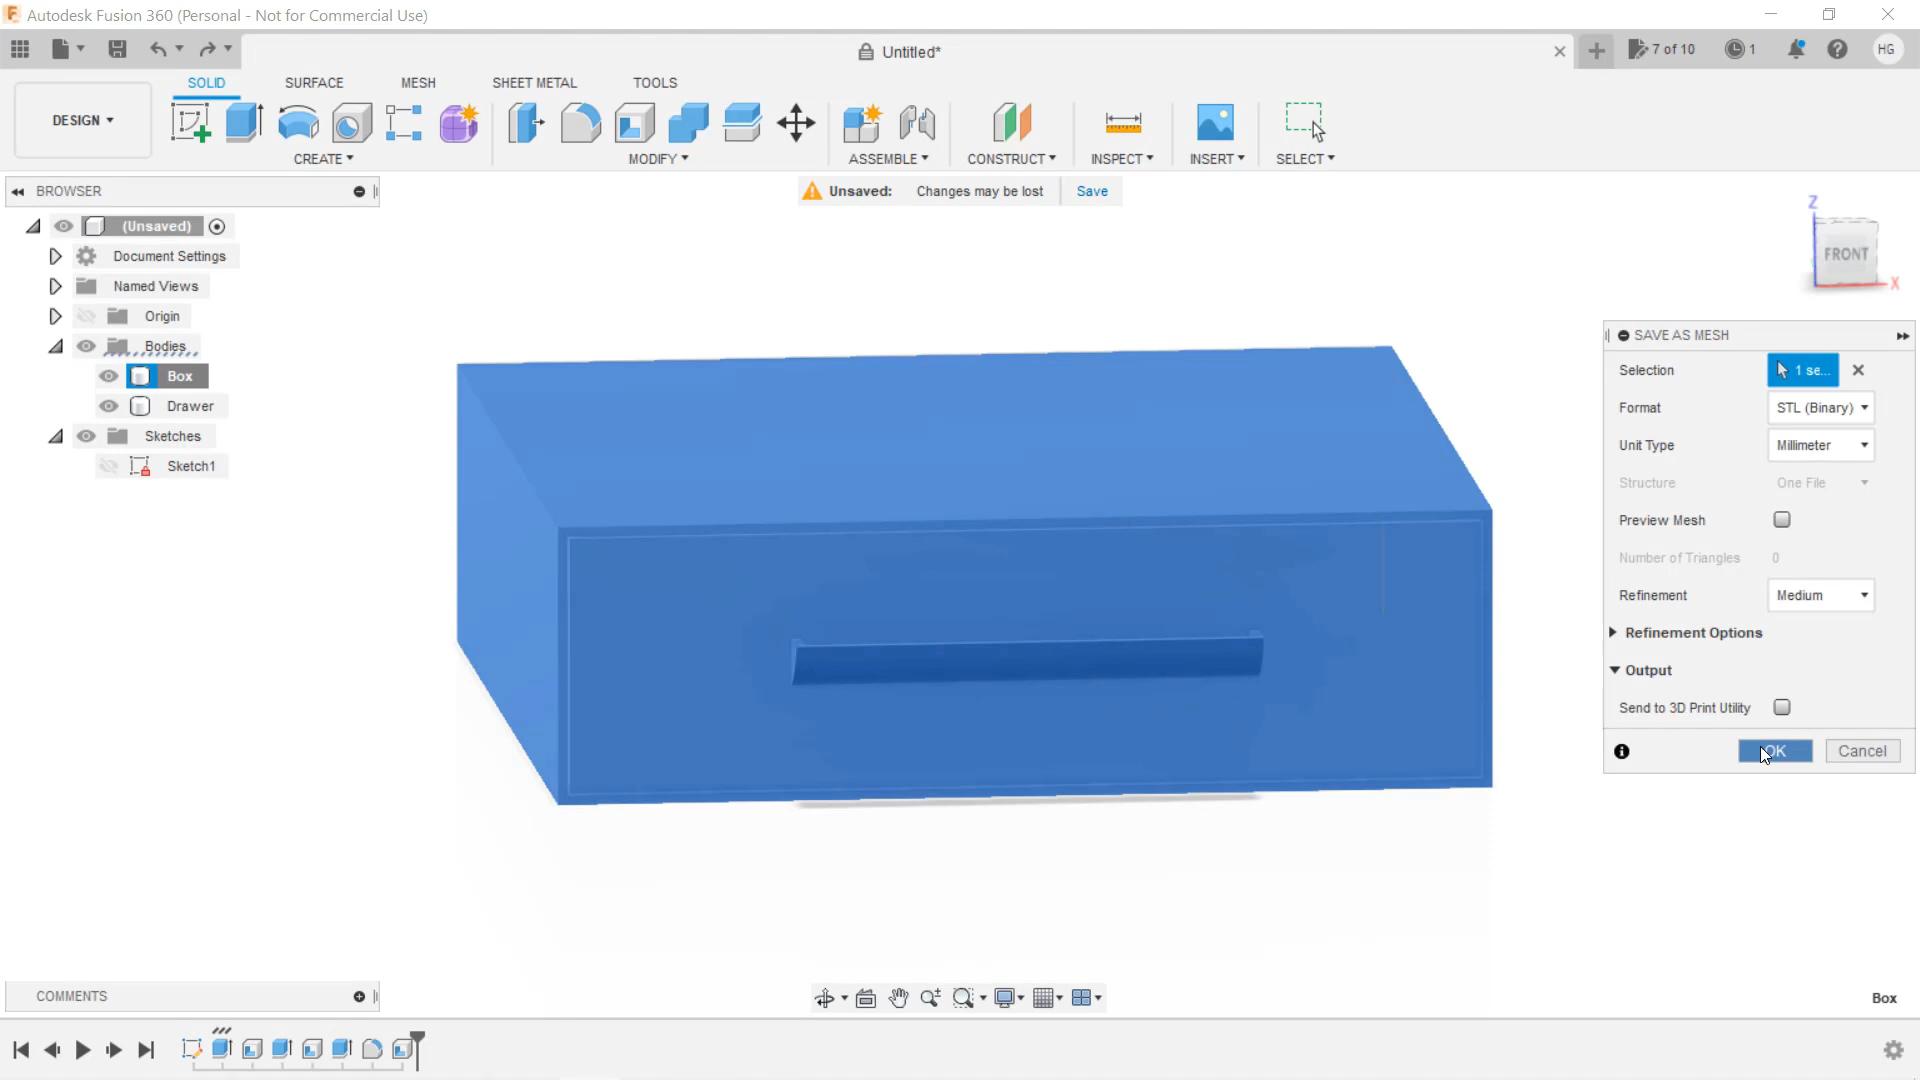 Autodesk Fusion 360 (Personal - Not for Commercial Use)
Untitled*
7 of 10
1
HG
SOLID SURFACE MESH SHEET METAL TOOLS
DESIGN
CREATE MODIFY ASSEMBLE CONSTRUCT INSPECT INSERT SELECT
BROWSER
Unsaved: Changes may be lost Save
(Unsaved)
Document Settings
Named Views
Origin
Bodies
Box
Drawer
Sketches
Sketch1
Z
FRONT
X
SAVE AS MESH
Selection 1 se...
Format STL (Binary)
Unit Type Millimeter
Structure One File
Preview Mesh
Number of Triangles 0
Refinement Medium
Refinement Options
Output
Send to 3D Print Utility
OK Cancel
COMMENTS
Box